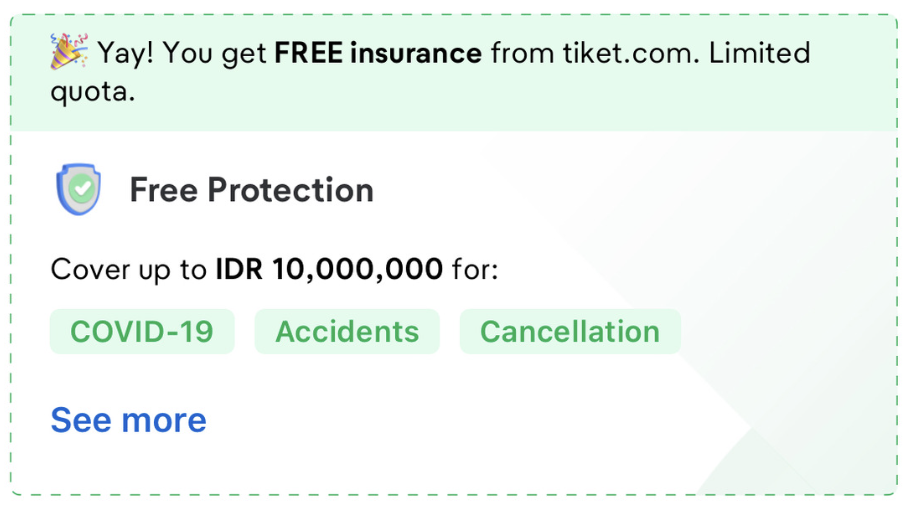 🎉 Yay! You get FREE insurance from tiket.com. Limited
quota.
Free Protection
Cover up to IDR 10,000,000 for:
COVID-19 Accidents Cancellation
See more